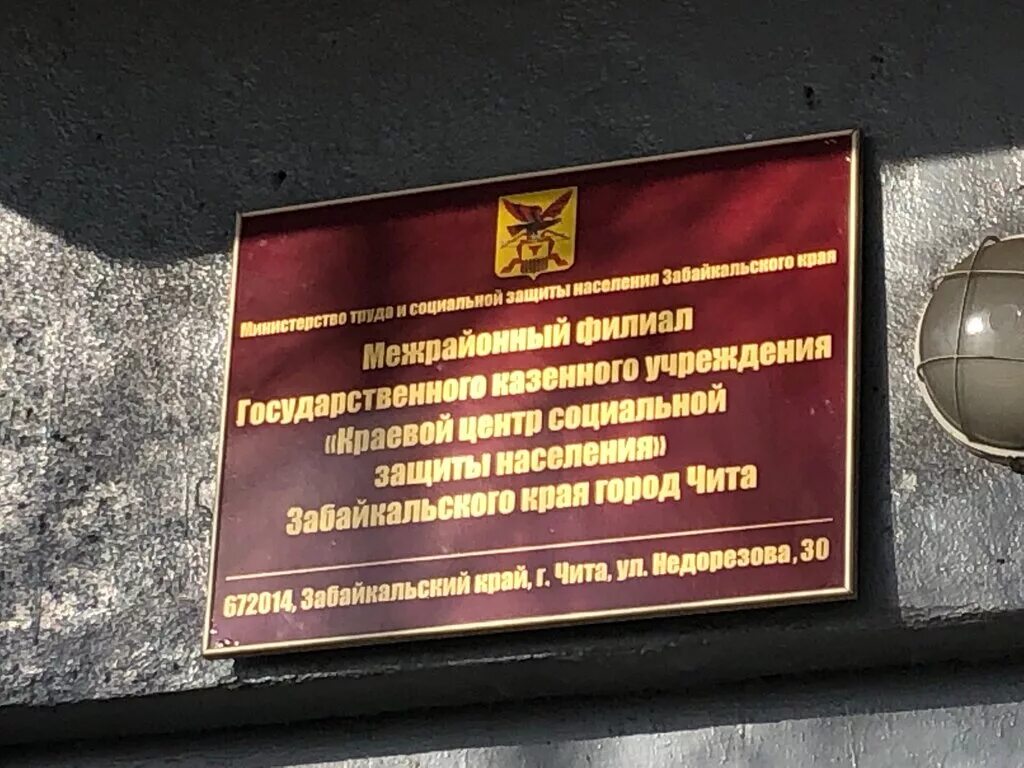 Министерство труда и социальной защиты населения Забайкальского края
Межрайонный филиал
Государственного казенного учреждения
«Краевой центр социальной
защиты населения»
Забайкальского края город Чита
672014, Забайкальский край, г. Чита, ул. Недорезова, 30